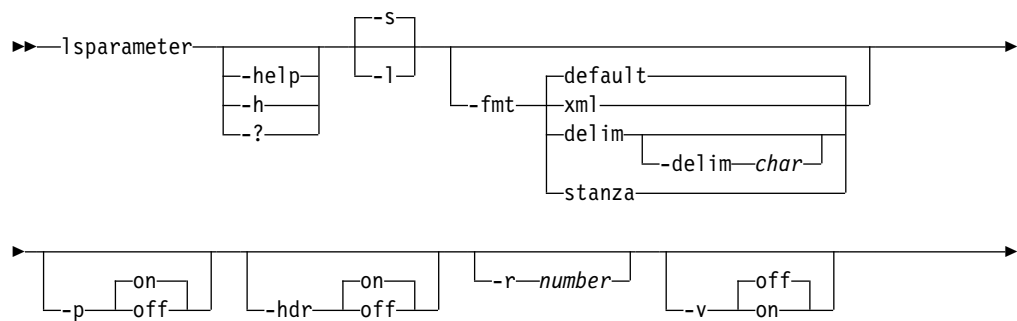 -s
lsparameter
-help -l default
-h -fmt xml
-? delim
-delim char
stanza
on on off
-p off -hdr off -r number -v on